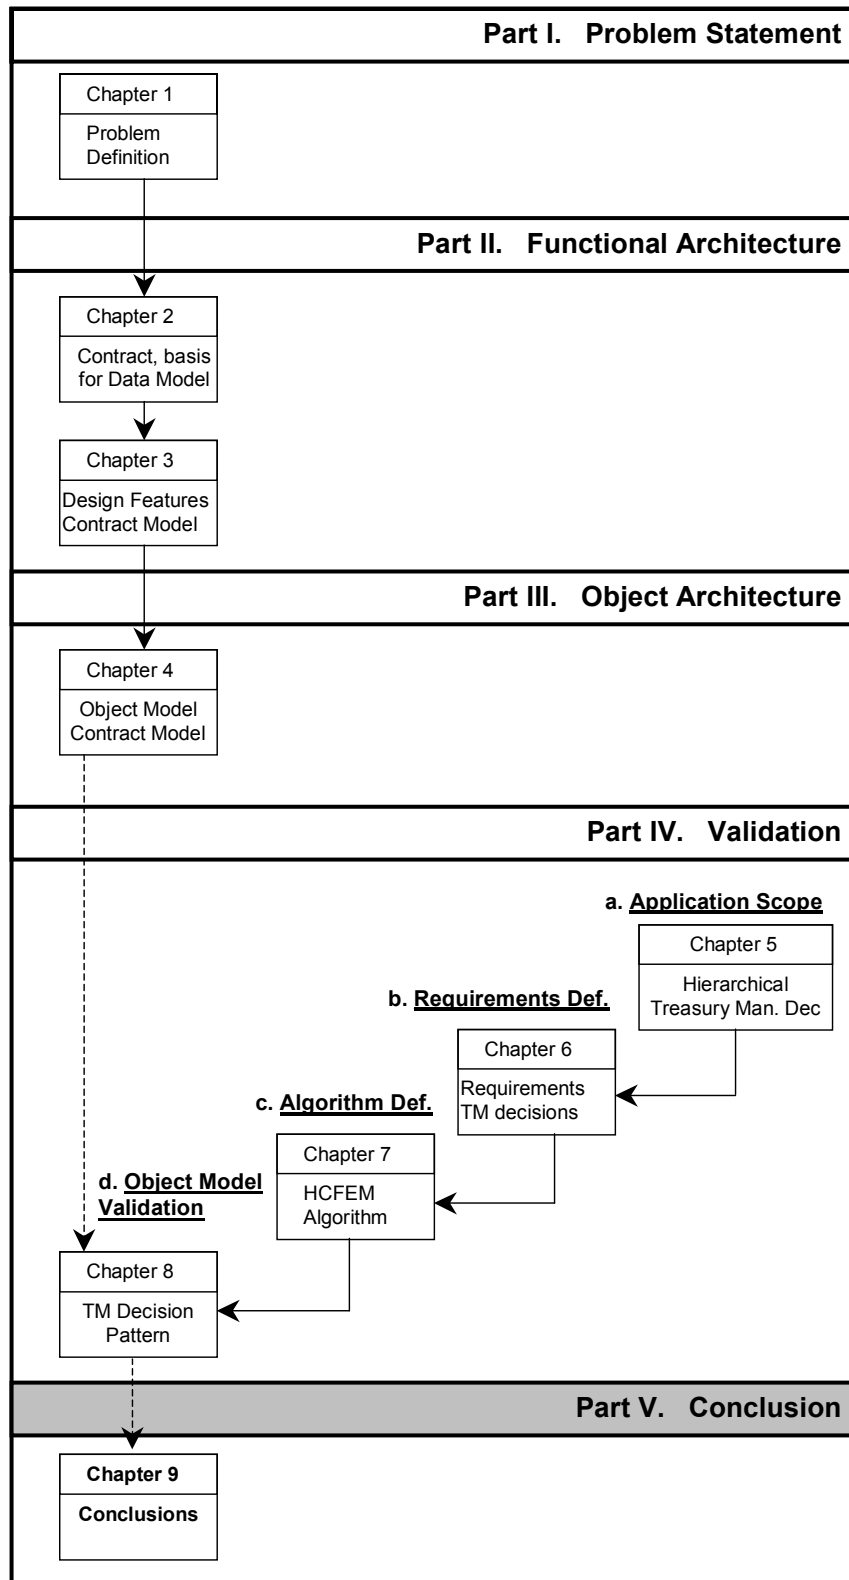 Part I. Problem Statement
Chapter 1
Problem
Definition
Part II. Functional Architecture
Chapter 2
Contract, basis
for Data Model
Chapter 3
Design Features
Contract Model
Part III. Object Architecture
Chapter 4
Object Model
Contract Model
Part IV. Validation
a. Application Scope
Chapter 5
Hierarchical
Treasury Man. Dec
b. Requirements Def.
Chapter 6
Requirements
TM decisions
c. Algorithm Def.
Chapter 7
HCFEM
Algorithm
d. Object Model
Validation
Chapter 8
TM Decision
Pattern
Part V. Conclusion
Chapter 9
Conclusions